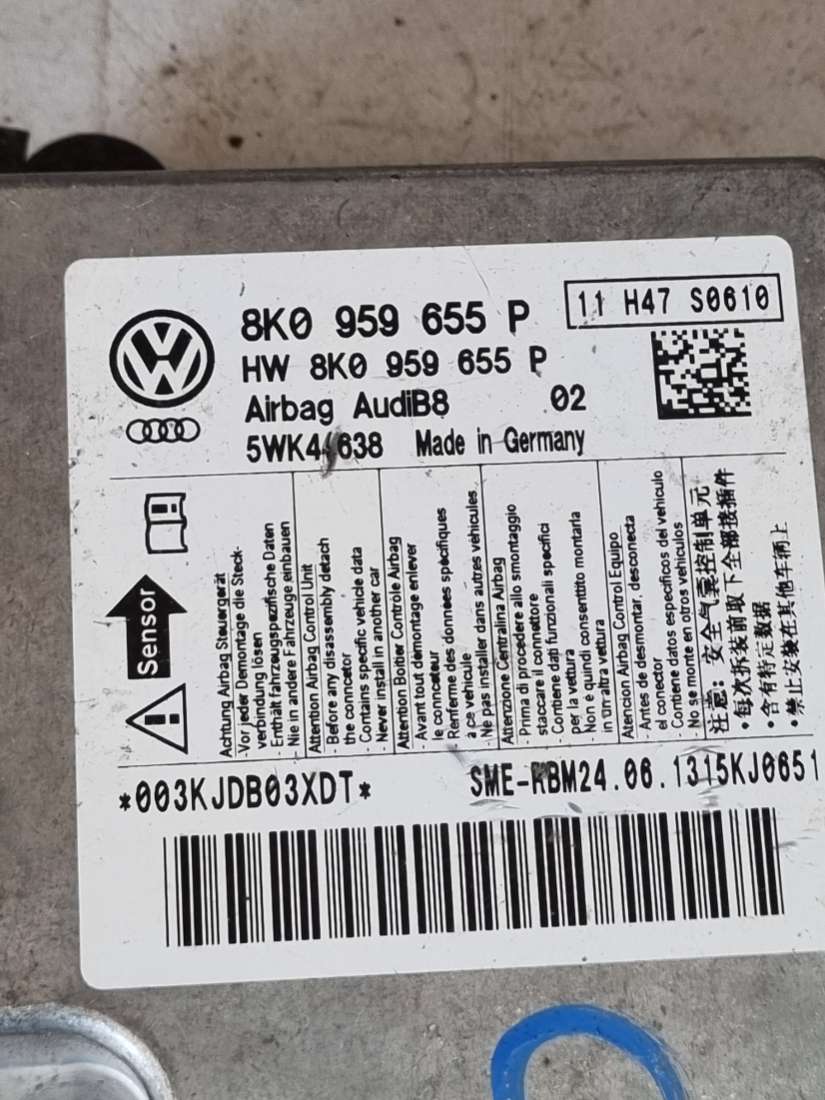 8K0 959 655 P
11 H47 S0610
HW 8K0 959 655 P
Airbag AudiB8 02
5WK44638 Made in Germany
Sensor
Achtung Airbag Steuergerät
-Vor jeder Demontage die Steck-
verbindung lösen
-Enthält fahrzeugspezifische Daten
-Nie in andere Fahrzeuge einbauen
Attention Airbag Control Unit
- Before any disassembly detach
the conncetor
- Contains specific vehicle data
- Never install in another car
Attention Boitier Controle Airbag
- Avant tout démontage enlever
le connecteur
- Renferme des données spécifiques
à ce vehicule
- Ne pas installer dans autres véhicules
Attenzione Centralina Airbag
- Prima di procedere allo smontaggio
staccare il connettore
- Contiene dati funzionali specifici
per la vettura
- Non è quindi consentito montarla
in un altra vettura
Atencion Airbag Control Equipo
- Antes de desmontar, desconecta
el conector
- Contiene datos especificos del vehiculo
- No se monte en otros vehiculos
注意: 安全气囊控制单元
• 每次拆装前取下全部接插件
• 含有特定数据
• 禁止安装在其他车辆上
*003KJDB03XDT*
SME-RBM24.06.1315KJ0651